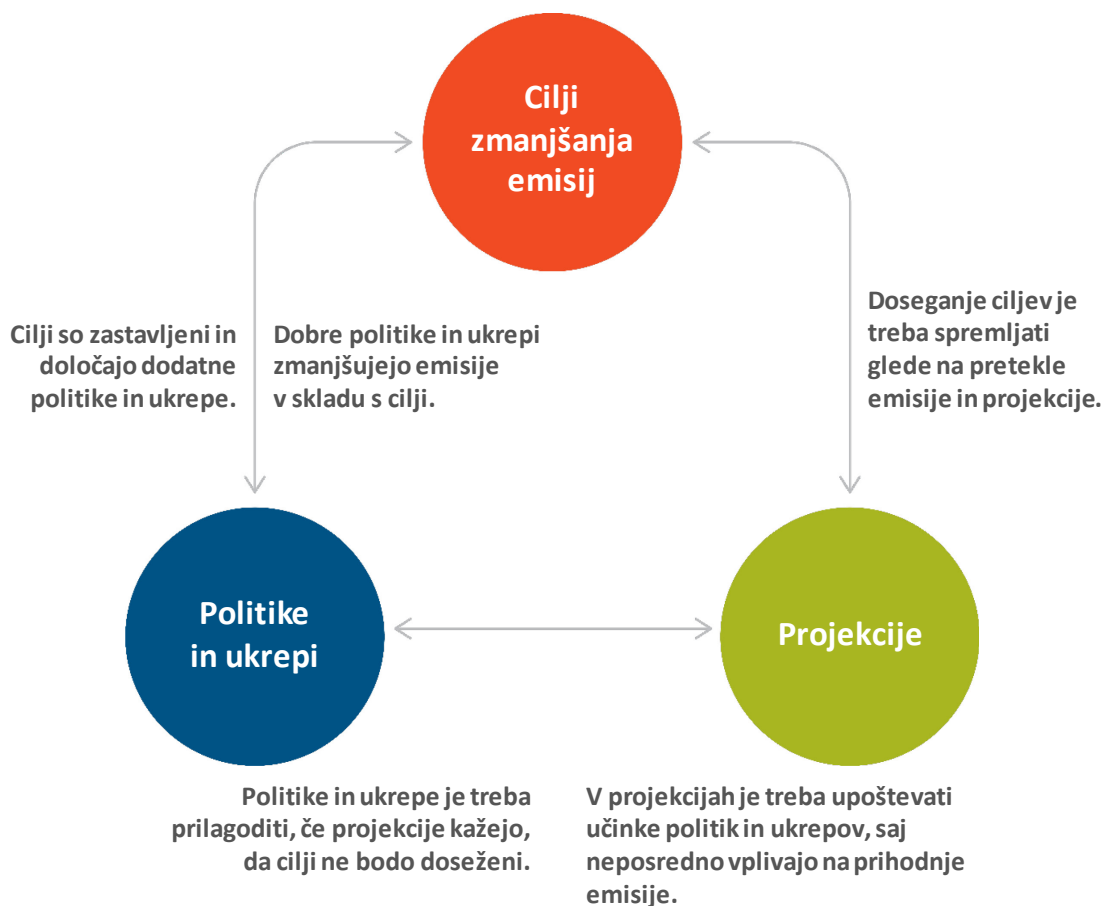 Cilji
zmanjšanja
emisij
Cilji so zastavljeni in
določajo dodatne
politike in ukrepe.
Dobre politike in ukrepi
zmanjšujejo emisije
v skladu s cilji.
Doseganje ciljev je
treba spremljati
glede na pretekle
emisije in projekcije.
Politike
in ukrepi
Projekcije
Politike in ukrepe je treba
prilagoditi, če projekcije kažejo,
da cilji ne bodo doseženi.
V projekcijah je treba upoštevati
učinke politik in ukrepov, saj
neposredno vplivajo na prihodnje
emisije.